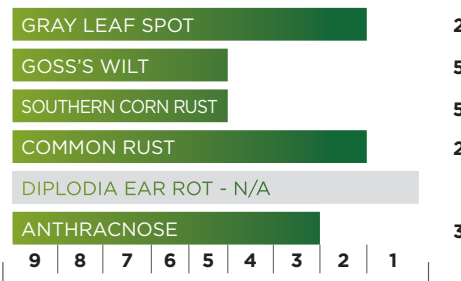 GRAY LEAF SPOT 2
GOSS'S WILT 5
SOUTHERN CORN RUST 5
COMMON RUST 2
DIPLODIA EAR ROT - N/A
ANTHRACNOSE 3
9 8 7 6 5 4 3 2 1